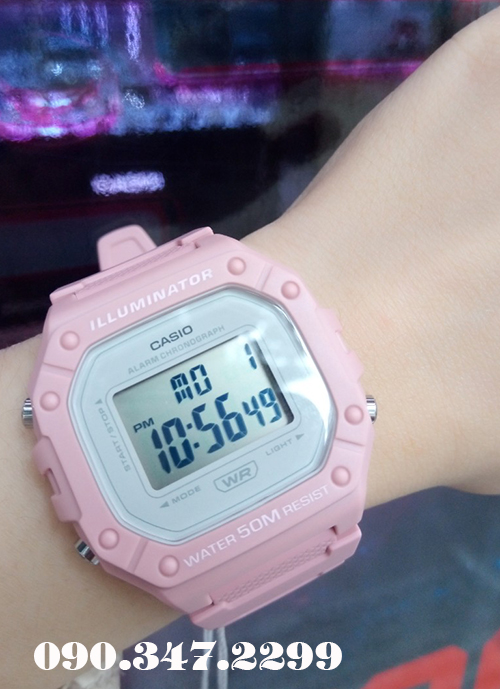 ILLUMINATOR
CASIO
ALARM CHRONOGRAPH
MO 1
PM 10:56 49
START/STOP
MODE
LIGHT
WR
WATER 50M RESIST
090.347.2299